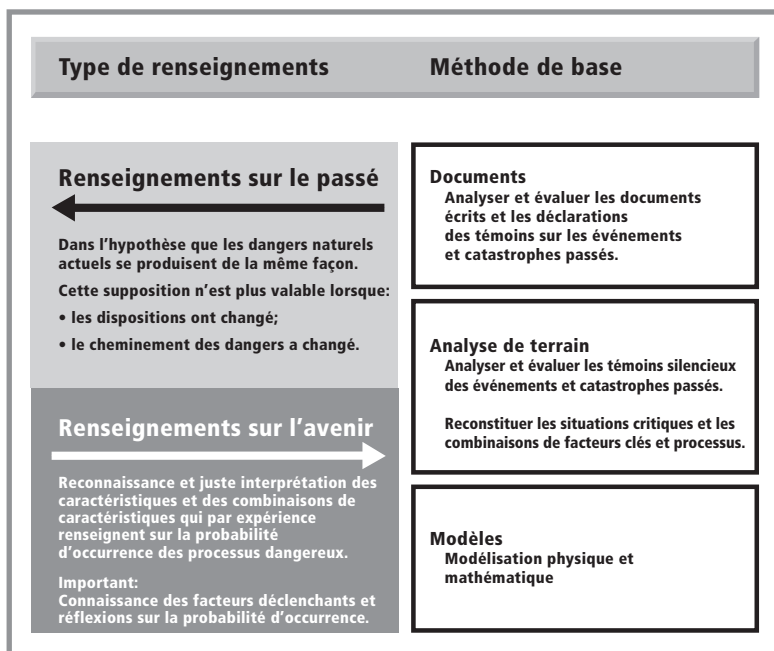 Type de renseignements
Méthode de base
Renseignements sur le passé
Dans l’hypothèse que les dangers naturels
actuels se produisent de la même façon.
Cette supposition n’est plus valable lorsque:
• les dispositions ont changé;
• le cheminement des dangers a changé.
Renseignements sur l’avenir
Reconnaissance et juste interprétation des
caractéristiques et des combinaisons de
caractéristiques qui par expérience
renseignent sur la probabilité
d’occurrence des processus dangereux.
Important:
Connaissance des facteurs déclenchants et
réflexions sur la probabilité d’occurrence.
Documents
Analyser et évaluer les documents
écrits et les déclarations
des témoins sur les événements
et catastrophes passés.
Analyse de terrain
Analyser et évaluer les témoins silencieux
des événements et catastrophes passés.
Reconstituer les situations critiques et les
combinaisons de facteurs clés et processus.
Modèles
Modélisation physique et
mathématique